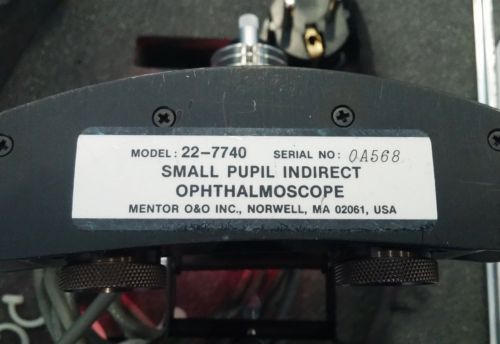 MODEL: 22-7740 SERIAL NO: 0A568
SMALL PUPIL INDIRECT
OPHTHALMOSCOPE
MENTOR O&O INC., NORWELL, MA 02061, USA